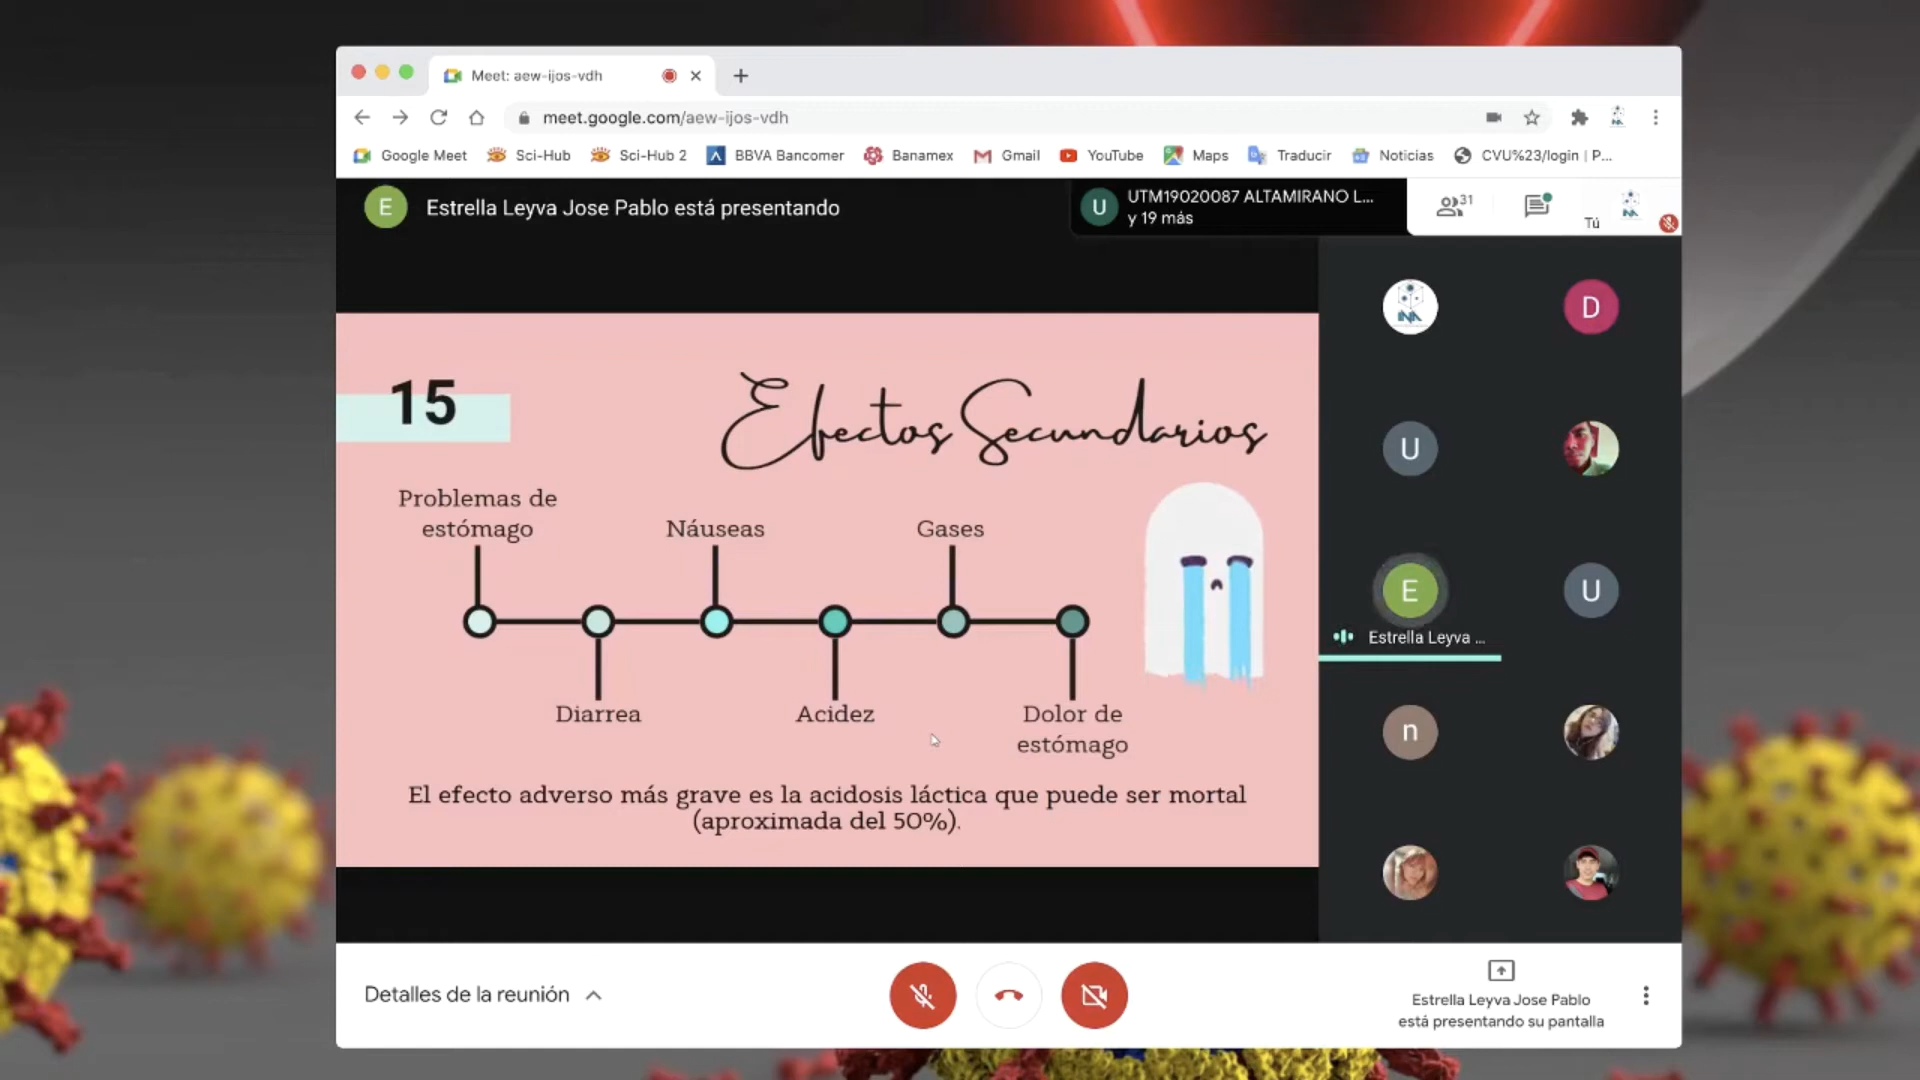 Meet: aew-ijos-vdh
meet.google.com/aew-ijos-vdh
Google Meet Sci-Hub Sci-Hub 2 BBVA Bancomer Banamex Gmail YouTube Maps Traducir Noticias CVU%23/login | P...
E Estrella Leyva Jose Pablo está presentando
U UTM19020087 ALTAMIRANO L...
y 19 más
31
Tú
15
Efectos Secundarios
Problemas de
estómago
Náuseas
Gases
Diarrea
Acidez
Dolor de
estómago
El efecto adverso más grave es la acidosis láctica que puede ser mortal
(aproximada del 50%).
INA D
U
E U
Estrella Leyva ...
n
Detalles de la reunión
Estrella Leyva Jose Pablo
está presentando su pantalla